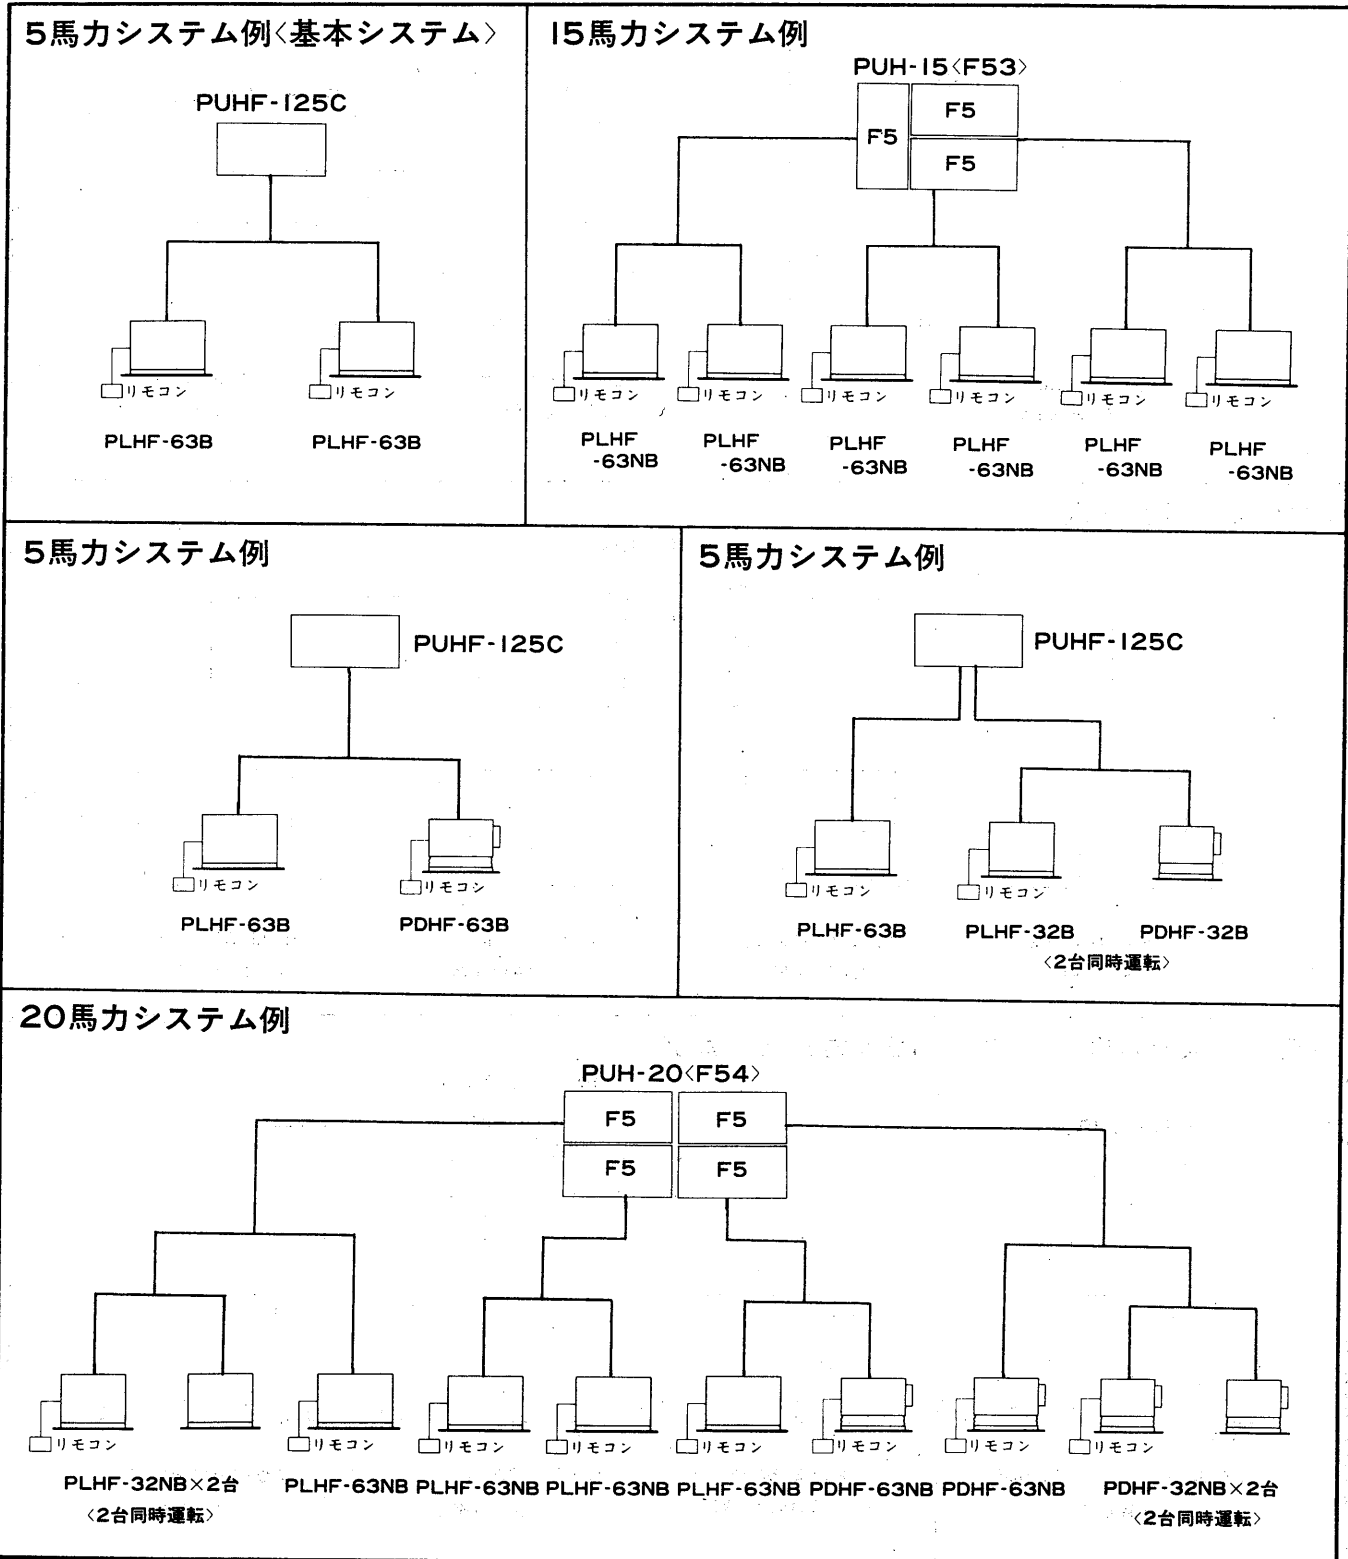 5馬力システム例〈基本システム〉
PUHF-125C
リモコン
リモコン
PLHF-63B
PLHF-63B
15馬力システム例
PUH-15〈F53〉
F5
F5
F5
リモコン
リモコン
リモコン
リモコン
リモコン
リモコン
PLHF
-63NB
PLHF
-63NB
PLHF
-63NB
PLHF
-63NB
PLHF
-63NB
PLHF
-63NB
5馬力システム例
PUHF-125C
リモコン
リモコン
PLHF-63B
PDHF-63B
5馬力システム例
PUHF-125C
リモコン
リモコン
PLHF-63B
PLHF-32B
PDHF-32B
〈2台同時運転〉
20馬力システム例
PUH-20〈F54〉
F5
F5
F5
F5
リモコン
リモコン
リモコン
リモコン
リモコン
リモコン
リモコン
リモコン
PLHF-32NB×2台
〈2台同時運転〉
PLHF-63NB
PLHF-63NB
PLHF-63NB
PLHF-63NB
PDHF-63NB
PDHF-63NB
PDHF-32NB×2台
〈2台同時運転〉